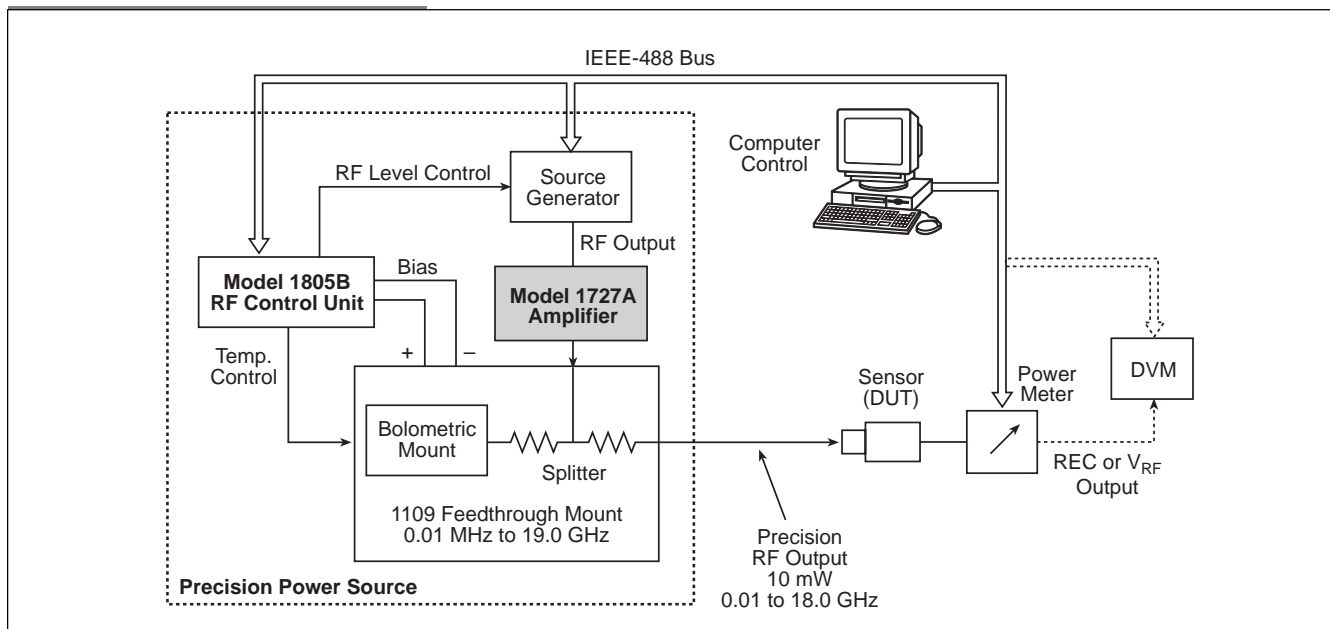 IEEE-488 Bus
Computer
Control
RF Level Control
Source
Generator
RF Output
Model 1805B
RF Control Unit
Bias
Model 1727A
Amplifier
Temp.
Control
+
–
Bolometric
Mount
Splitter
1109 Feedthrough Mount
0.01 MHz to 19.0 GHz
Precision Power Source
Sensor
(DUT)
Power
Meter
DVM
REC or VRF
Output
Precision
RF Output
10 mW
0.01 to 18.0 GHz